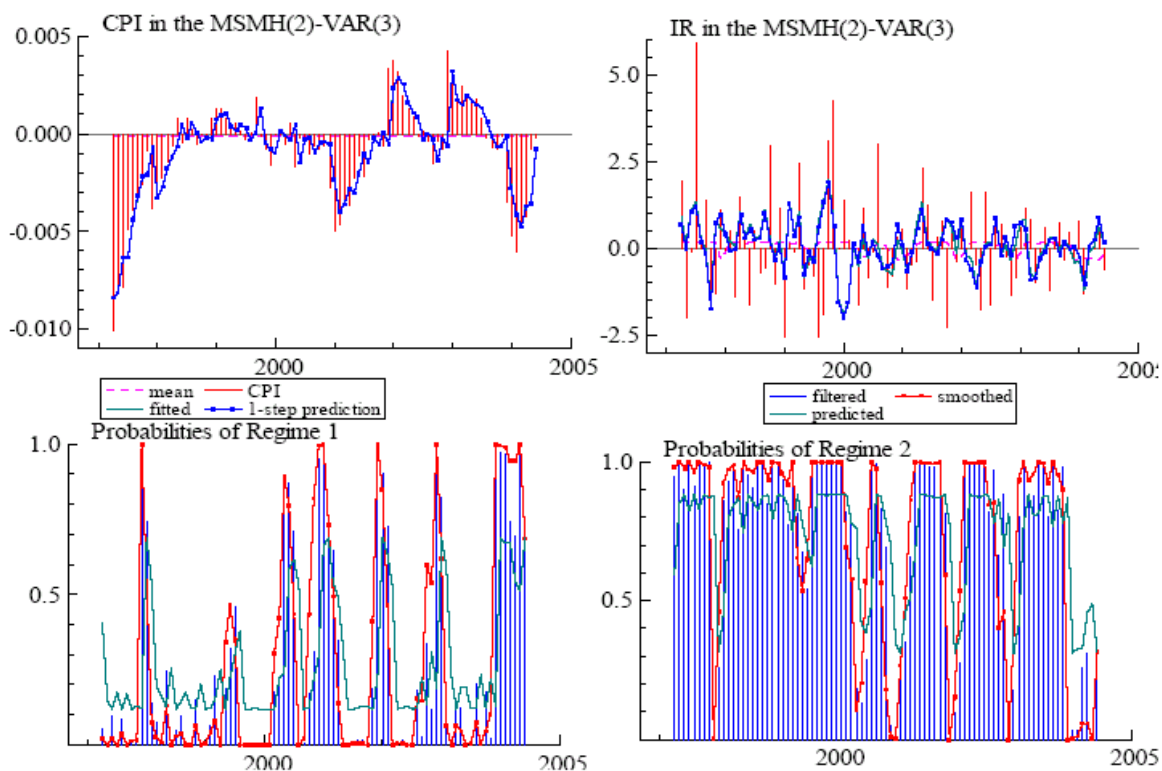 CPI in the MSMH(2)-VAR(3)
0.005
0.000
-0.005
-0.010
2000
2005
mean
CPI
fitted
1-step prediction
IR in the MSMH(2)-VAR(3)
5.0
2.5
0.0
-2.5
2000
200
filtered
smoothed
predicted
Probabilities of Regime 1
1.0
0.5
2000
2005
Probabilities of Regime 2
1.0
0.5
2000
2005